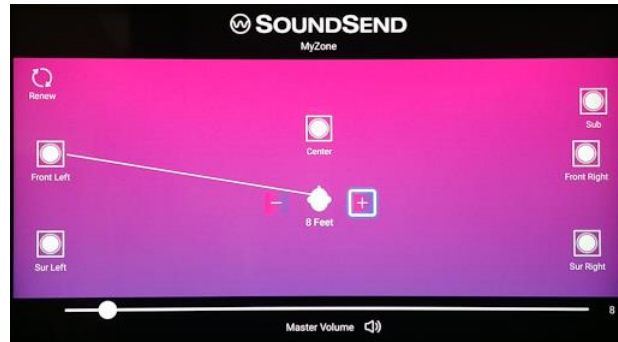 SOUNDSEND
MyZone
Renew
Sub
Center
Front Left
Front Right
8 Feet
Sur Left
Sur Right
8
Master Volume